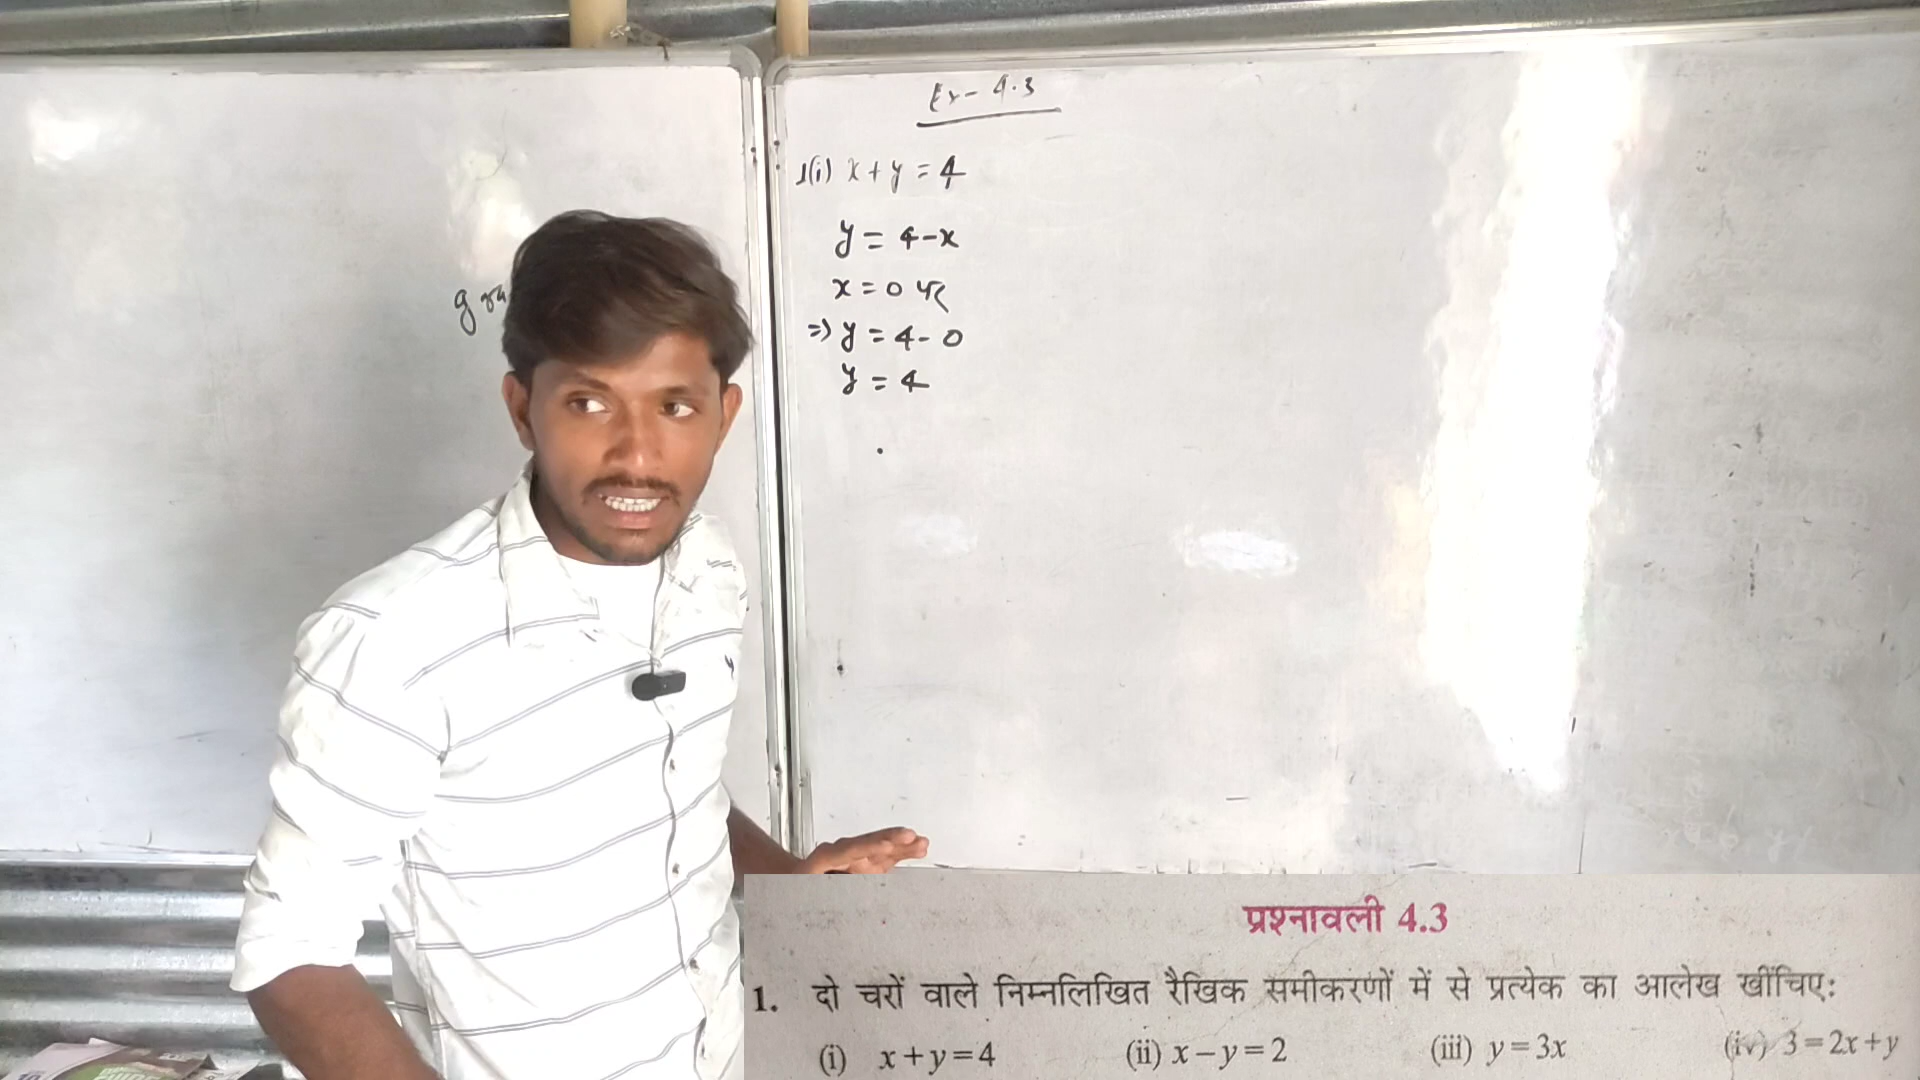 Ex- 4.3
1(i) x + y = 4
y = 4-x
x = 0 पर
=> y = 4- 0
y = 4
प्रश्नावली 4.3
1. दो चरों वाले निम्नलिखित रैखिक समीकरणों में से प्रत्येक का आलेख खींचिए:
(i) x+y=4 (ii) x-y=2 (iii) y=3x (iv) 3=2x+y